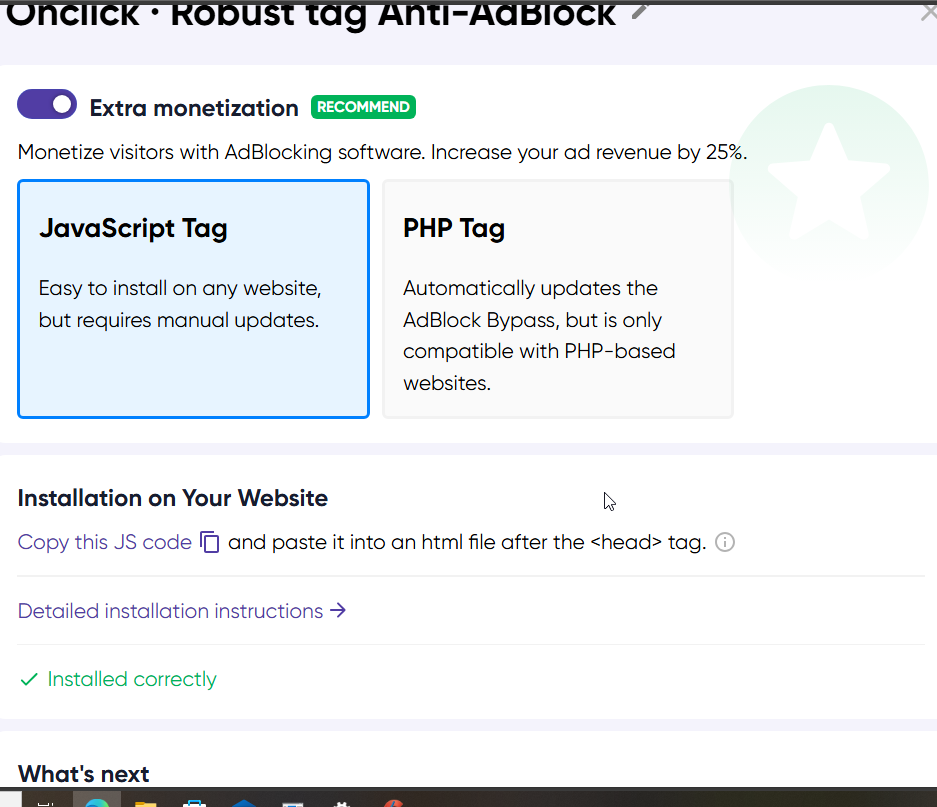 Onclick · Robust tag Anti-AdBlock
Extra monetization RECOMMEND
Monetize visitors with AdBlocking software. Increase your ad revenue by 25%.
JavaScript Tag
Easy to install on any website,
but requires manual updates.
PHP Tag
Automatically updates the
AdBlock Bypass, but is only
compatible with PHP-based
websites.
Installation on Your Website
Copy this JS code and paste it into an html file after the <head> tag.
Detailed installation instructions →
Installed correctly
What's next